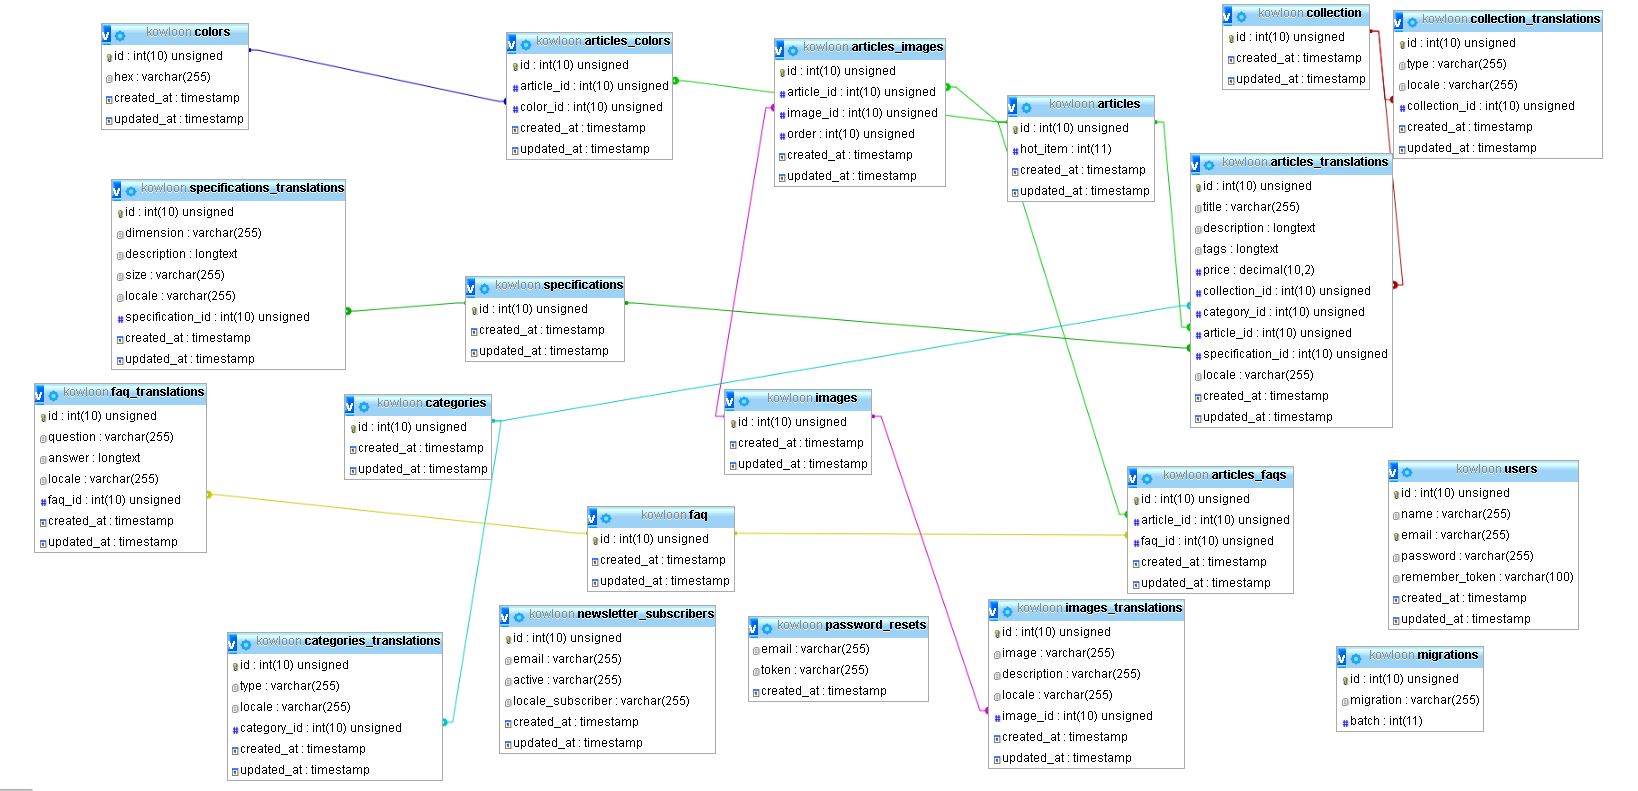 kowloon colors
id : int(10) unsigned
hex : varchar(255)
created_at : timestamp
updated_at : timestamp
kowloon articles_colors
id : int(10) unsigned
article_id : int(10) unsigned
color_id : int(10) unsigned
created_at : timestamp
updated_at : timestamp
kowloon articles_images
id : int(10) unsigned
article_id : int(10) unsigned
image_id : int(10) unsigned
order : int(10) unsigned
created_at : timestamp
updated_at : timestamp
kowloon articles
id : int(10) unsigned
hot_item : int(11)
created_at : timestamp
updated_at : timestamp
kowloon collection
id : int(10) unsigned
created_at : timestamp
updated_at : timestamp
kowloon collection_translations
id : int(10) unsigned
type : varchar(255)
locale : varchar(255)
collection_id : int(10) unsigned
created_at : timestamp
updated_at : timestamp
kowloon articles_translations
id : int(10) unsigned
title : varchar(255)
description : longtext
tags : longtext
price : decimal(10,2)
collection_id : int(10) unsigned
category_id : int(10) unsigned
article_id : int(10) unsigned
specification_id : int(10) unsigned
locale : varchar(255)
created_at : timestamp
updated_at : timestamp
kowloon specifications_translations
id : int(10) unsigned
dimension : varchar(255)
description : longtext
size : varchar(255)
locale : varchar(255)
specification_id : int(10) unsigned
created_at : timestamp
updated_at : timestamp
kowloon specifications
id : int(10) unsigned
created_at : timestamp
updated_at : timestamp
kowloon faq_translations
id : int(10) unsigned
question : varchar(255)
answer : longtext
locale : varchar(255)
faq_id : int(10) unsigned
created_at : timestamp
updated_at : timestamp
kowloon categories
id : int(10) unsigned
created_at : timestamp
updated_at : timestamp
kowloon images
id : int(10) unsigned
created_at : timestamp
updated_at : timestamp
kowloon articles_faqs
id : int(10) unsigned
article_id : int(10) unsigned
faq_id : int(10) unsigned
created_at : timestamp
updated_at : timestamp
kowloon users
id : int(10) unsigned
name : varchar(255)
email : varchar(255)
password : varchar(255)
remember_token : varchar(100)
created_at : timestamp
updated_at : timestamp
kowloon faq
id : int(10) unsigned
created_at : timestamp
updated_at : timestamp
kowloon categories_translations
id : int(10) unsigned
type : varchar(255)
locale : varchar(255)
category_id : int(10) unsigned
created_at : timestamp
updated_at : timestamp
kowloon newsletter_subscribers
id : int(10) unsigned
email : varchar(255)
active : varchar(255)
locale_subscriber : varchar(255)
created_at : timestamp
updated_at : timestamp
kowloon password_resets
email : varchar(255)
token : varchar(255)
created_at : timestamp
kowloon images_translations
id : int(10) unsigned
image : varchar(255)
description : varchar(255)
locale : varchar(255)
image_id : int(10) unsigned
created_at : timestamp
updated_at : timestamp
kowloon migrations
id : int(10) unsigned
migration : varchar(255)
batch : int(11)